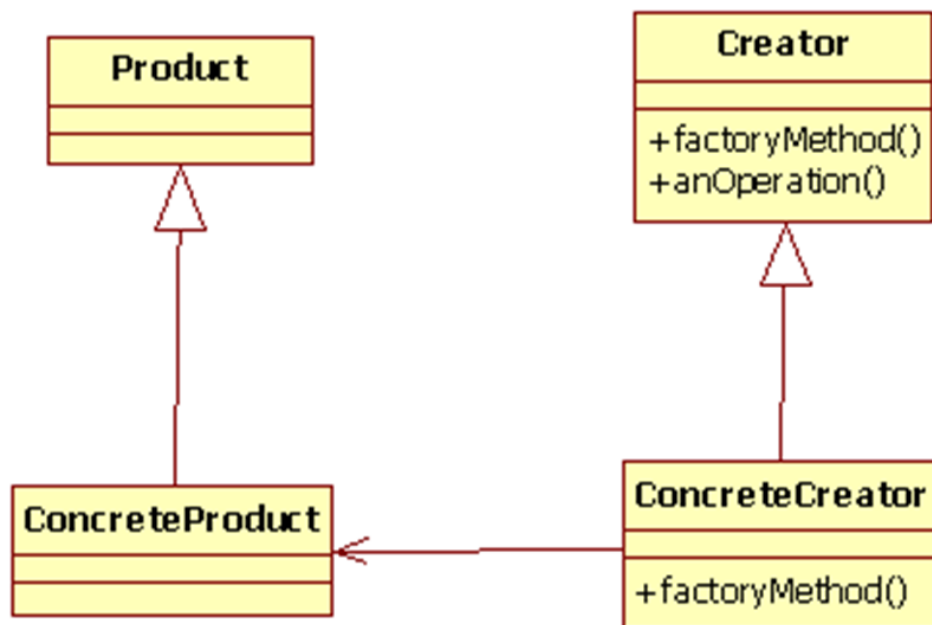 Product
Creator
+factoryMethod()
+anOperation()
ConcreteProduct
ConcreteCreator
+factoryMethod()